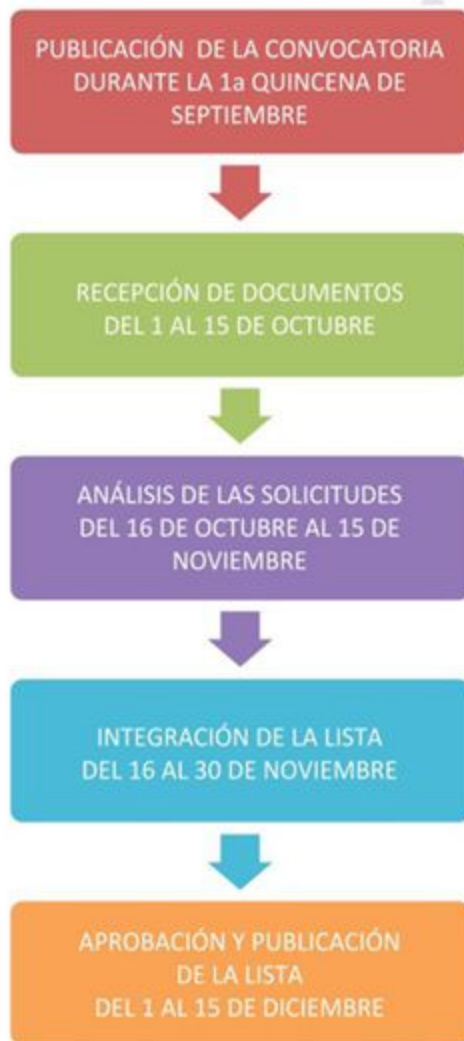 PUBLICACIÓN DE LA CONVOCATORIA
DURANTE LA 1a QUINCENA DE
SEPTIEMBRE
RECEPCIÓN DE DOCUMENTOS
DEL 1 AL 15 DE OCTUBRE
ANÁLISIS DE LAS SOLICITUDES
DEL 16 DE OCTUBRE AL 15 DE
NOVIEMBRE
INTEGRACIÓN DE LA LISTA
DEL 16 AL 30 DE NOVIEMBRE
APROBACIÓN Y PUBLICACIÓN
DE LA LISTA
DEL 1 AL 15 DE DICIEMBRE